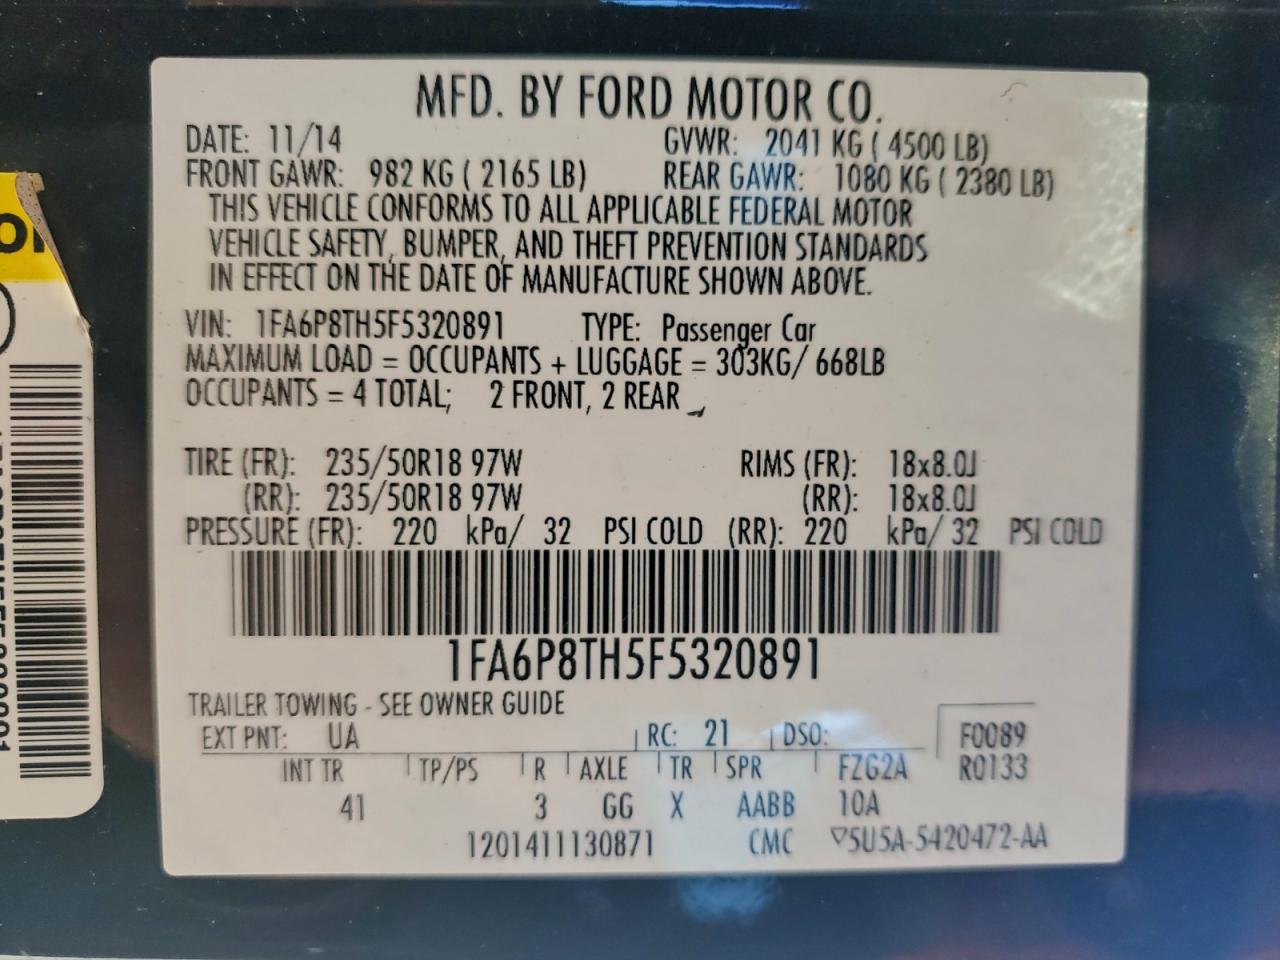 MFD. BY FORD MOTOR CO.
DATE: 11/14 GVWR: 2041 KG ( 4500 LB)
FRONT GAWR: 982 KG ( 2165 LB) REAR GAWR: 1080 KG ( 2380 LB)
THIS VEHICLE CONFORMS TO ALL APPLICABLE FEDERAL MOTOR
VEHICLE SAFETY, BUMPER, AND THEFT PREVENTION STANDARDS
IN EFFECT ON THE DATE OF MANUFACTURE SHOWN ABOVE.
VIN: 1FA6P8TH5F5320891 TYPE: Passenger Car
MAXIMUM LOAD = OCCUPANTS + LUGGAGE = 303KG/ 668LB
OCCUPANTS = 4 TOTAL; 2 FRONT, 2 REAR
TIRE (FR): 235/50R18 97W RIMS (FR): 18x8.0J
(RR): 235/50R18 97W (RR): 18x8.0J
PRESSURE (FR): 220 kPa/ 32 PSI COLD (RR): 220 kPa/ 32 PSI COLD
1FA6P8TH5F5320891
TRAILER TOWING - SEE OWNER GUIDE
EXT PNT: UA RC: 21 DSO: F0089
INT TR TP/PS R AXLE TR SPR FZG2A R0133
41 3 GG X AABB 10A
1201411130871 CMC ▽5U5A-5420472-AA